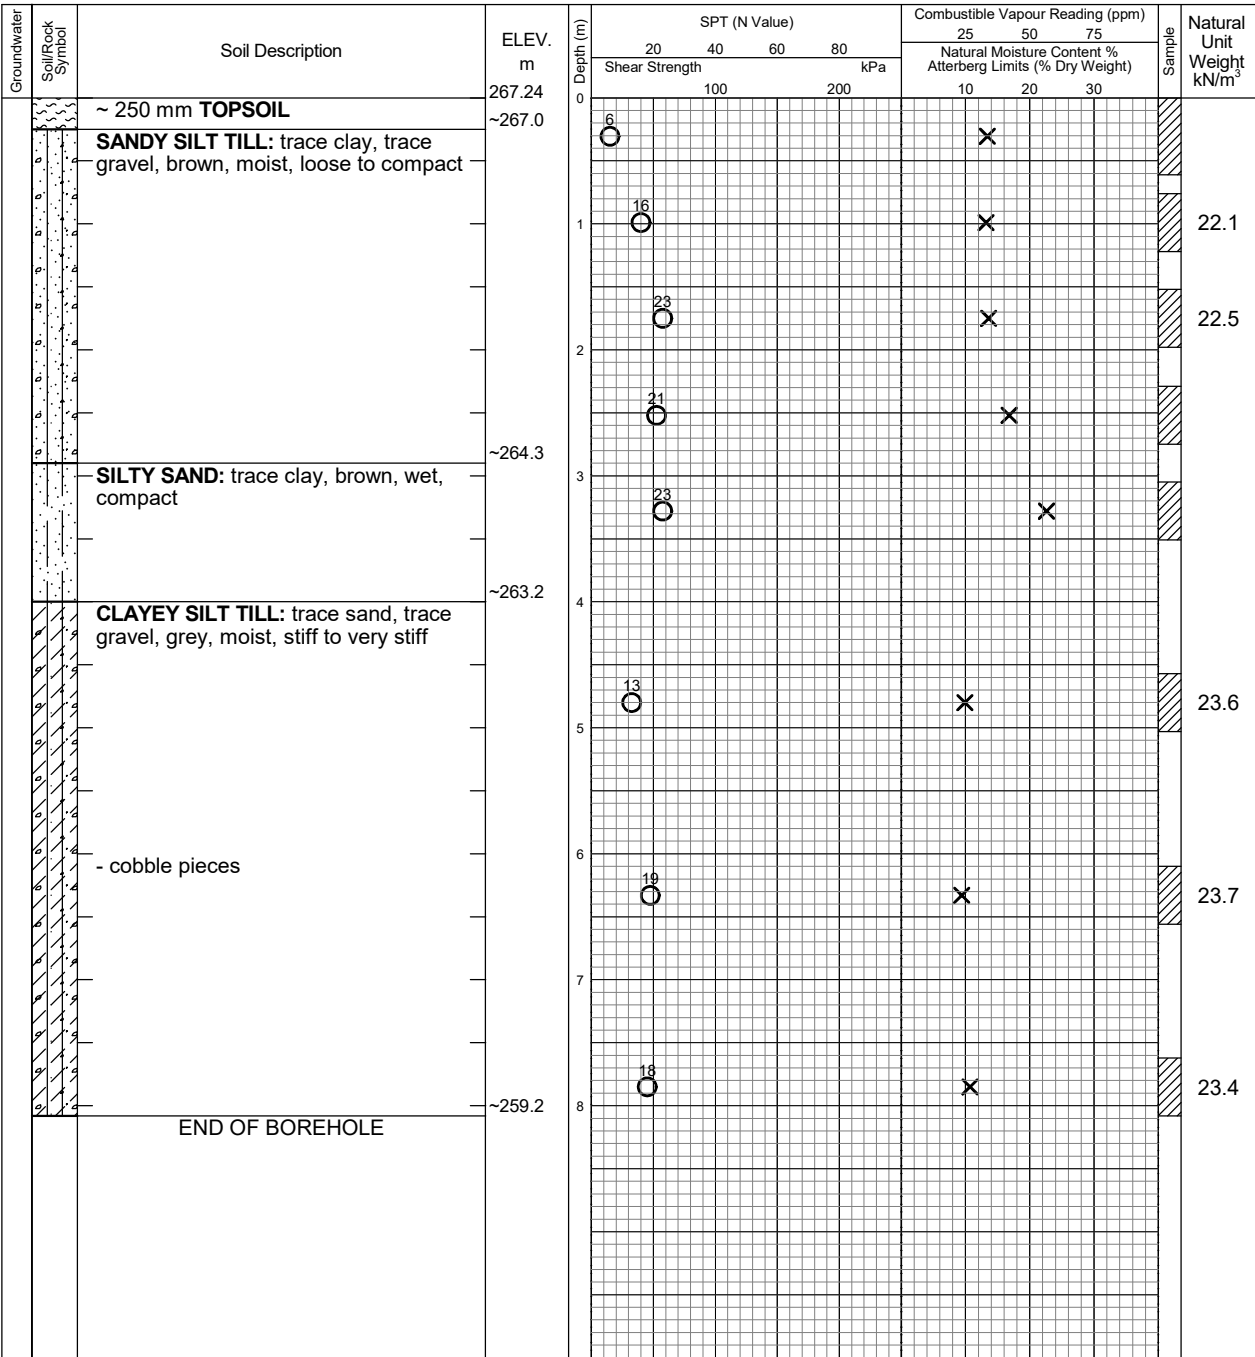 Groundwater
Soil/Rock
Symbol
Soil Description
ELEV.
m
Depth (m)
SPT (N Value)
20 40 60 80
Shear Strength kPa
100 200
Combustible Vapour Reading (ppm)
25 50 75
Natural Moisture Content %
Atterberg Limits (% Dry Weight)
10 20 30
Sample
Natural
Unit
Weight
kN/m³
267.24
0
~ 250 mm TOPSOIL
~267.0
SANDY SILT TILL: trace clay, trace
gravel, brown, moist, loose to compact
6
16
1
22.1
23
22.5
2
21
~264.3
SILTY SAND: trace clay, brown, wet,
compact
3
23
~263.2
4
CLAYEY SILT TILL: trace sand, trace
gravel, grey, moist, stiff to very stiff
13
23.6
5
6
- cobble pieces
19
23.7
7
18
23.4
~259.2
8
END OF BOREHOLE